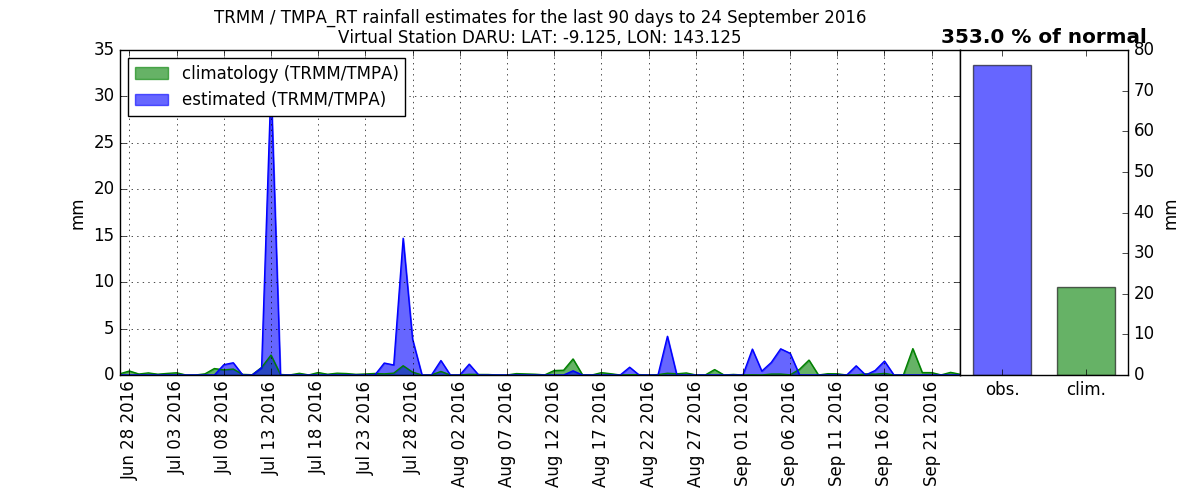 TRMM / TMPA_RT rainfall estimates for the last 90 days to 24 September 2016
Virtual Station DARU: LAT: -9.125, LON: 143.125
353.0 % of normal
climatology (TRMM/TMPA)
estimated (TRMM/TMPA)
35
30
25
20
15
10
5
0
mm
Jun 28 2016
Jul 03 2016
Jul 08 2016
Jul 13 2016
Jul 18 2016
Jul 23 2016
Jul 28 2016
Aug 02 2016
Aug 07 2016
Aug 12 2016
Aug 17 2016
Aug 22 2016
Aug 27 2016
Sep 01 2016
Sep 06 2016
Sep 11 2016
Sep 16 2016
Sep 21 2016
obs.
clim.
80
70
60
50
40
30
20
10
0
mm